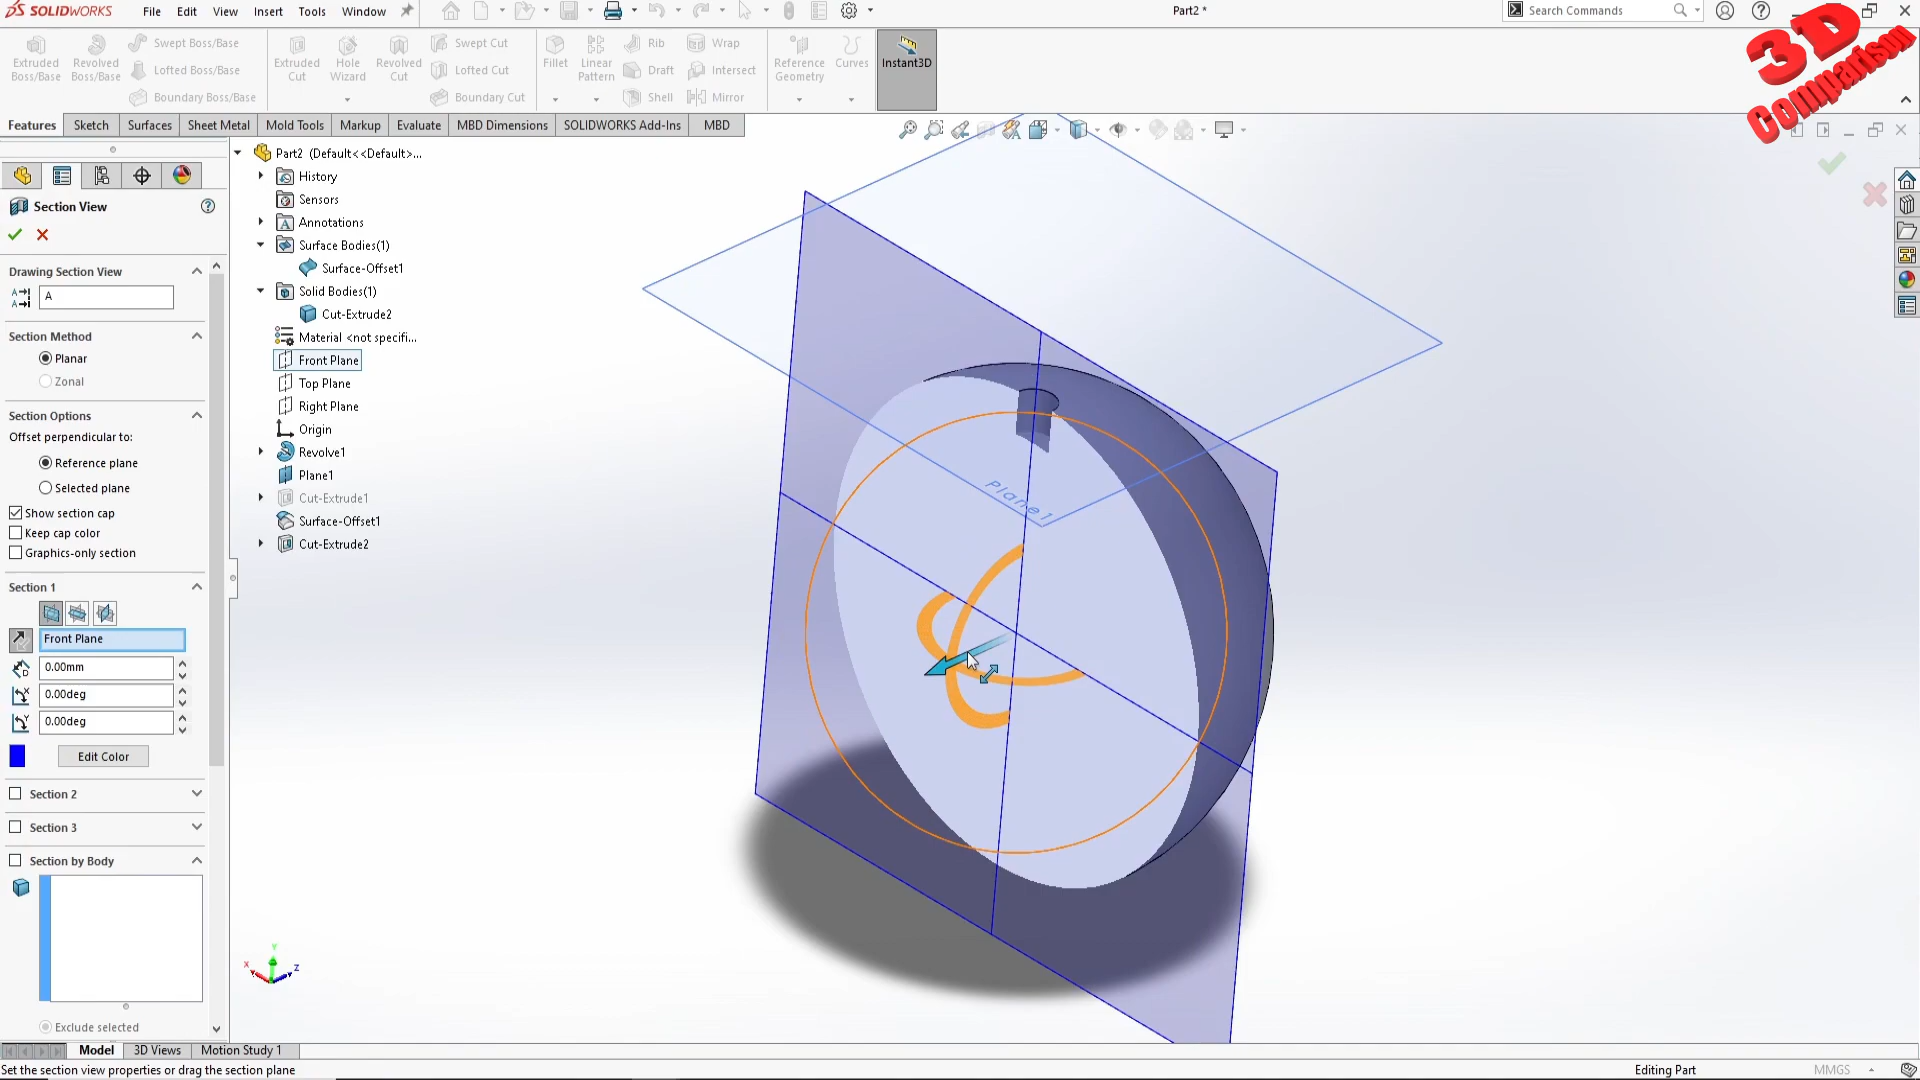 SOLIDWORKS File Edit View Insert Tools Window Part2 * Search Commands
3D
Comparison
Extruded Boss/Base
Revolved Boss/Base
Swept Boss/Base
Lofted Boss/Base
Boundary Boss/Base
Extruded Cut
Hole Wizard
Revolved Cut
Swept Cut
Lofted Cut
Boundary Cut
Fillet
Linear Pattern
Rib
Draft
Shell
Wrap
Intersect
Mirror
Reference Geometry
Curves
Instant3D
Features Sketch Surfaces Sheet Metal Mold Tools Markup Evaluate MBD Dimensions SOLIDWORKS Add-Ins MBD
Section View
Drawing Section View
A
Section Method
Planar
Zonal
Section Options
Offset perpendicular to:
Reference plane
Selected plane
Show section cap
Keep cap color
Graphics-only section
Section 1
Front Plane
0.00mm
0.00deg
0.00deg
Edit Color
Section 2
Section 3
Section by Body
Exclude selected
Part2 (Default<<Default>...
History
Sensors
Annotations
Surface Bodies(1)
Surface-Offset1
Solid Bodies(1)
Cut-Extrude2
Material <not specifi...
Front Plane
Top Plane
Right Plane
Origin
Revolve1
Plane1
Cut-Extrude1
Surface-Offset1
Cut-Extrude2
Plane1
Y
X
Z
Model 3D Views Motion Study 1
Set the section view properties or drag the section plane Editing Part MMGS